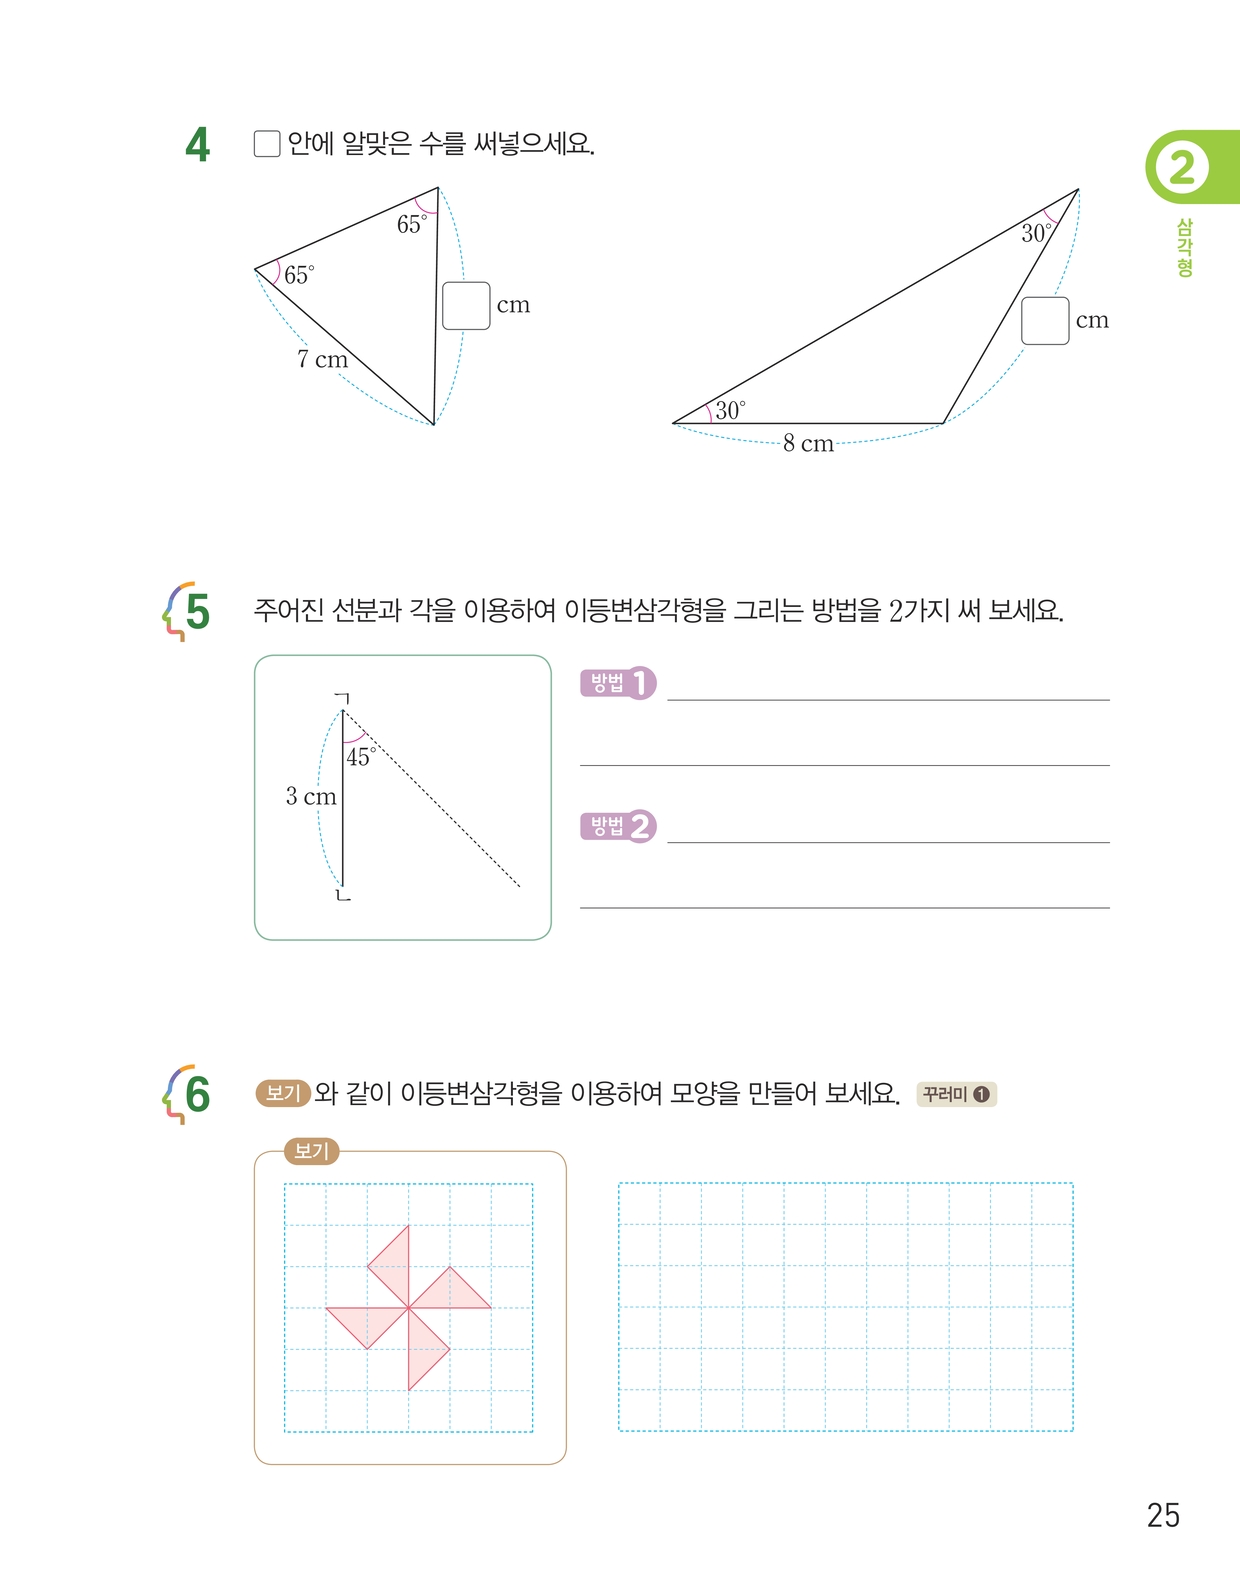 4 □ 안에 알맞은 수를 써넣으세요.
65°
65°
□ cm
7 cm
30°
□ cm
30°
8 cm
2
삼각형
5 주어진 선분과 각을 이용하여 이등변삼각형을 그리는 방법을 2가지 써 보세요.
ㄱ
45°
3 cm
ㄴ
방법 1
방법 2
6 보기 와 같이 이등변삼각형을 이용하여 모양을 만들어 보세요. 꾸러미 ❶
보기
25